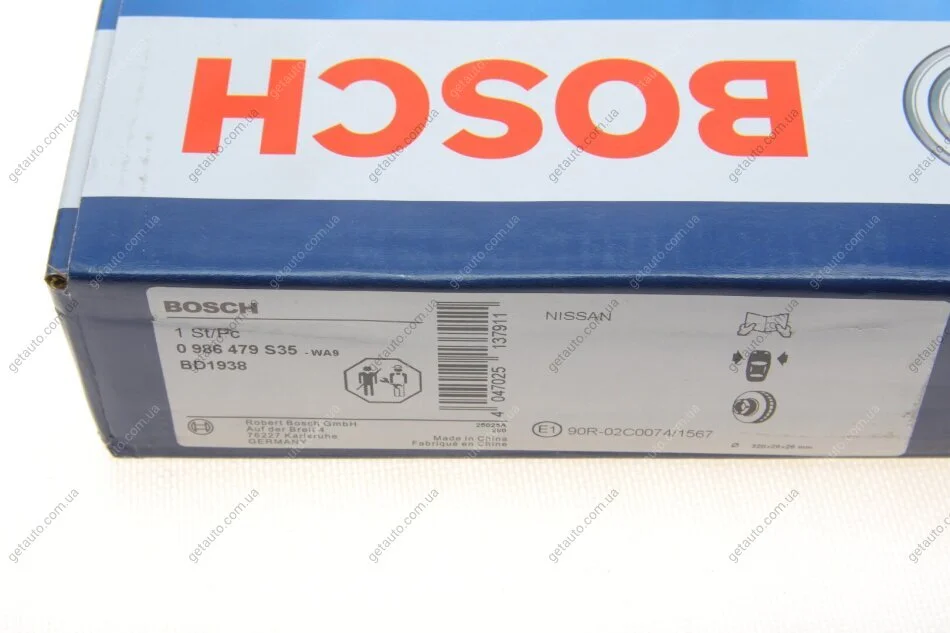 BOSCH
BOSCH
1 St/Pc
0 986 479 S35 -WA9
BD1938
4 047025 137911
NISSAN
Robert Bosch GmbH
Auf der Breit 4
76227 Karlsruhe
GERMANY
Made in China
Fabriqué en Chine
E1 90R-02C0074/1567
getauto.com.ua